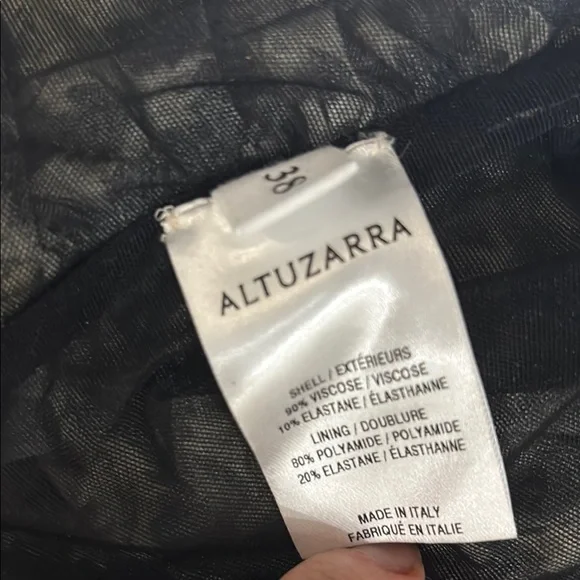 38
ALTUZARRA
SHELL / EXTÉRIEURS
90% VISCOSE / VISCOSE
10% ELASTANE / ÉLASTHANNE
LINING / DOUBLURE
80% POLYAMIDE / POLYAMIDE
20% ELASTANE / ÉLASTHANNE
MADE IN ITALY
FABRIQUÉ EN ITALIE